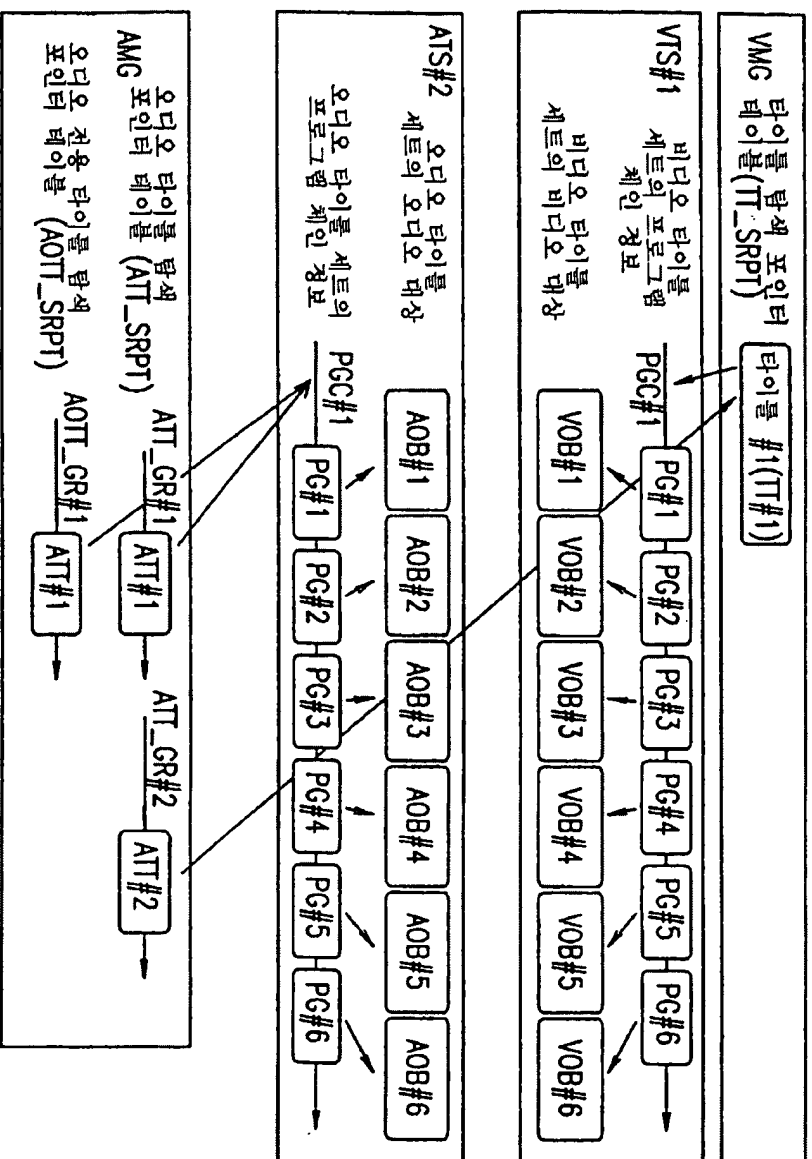 VMG 타이틀 탐색 포인터
테이블(TT_SRPT)
타이틀 #1(TT#1)
VTS#1
비디오 타이틀
세트의 프로그램
체인 정보
PGC#1
PG#1
PG#2
PG#3
PG#4
PG#5
PG#6
비디오 타이틀
세트의 비디오 대상
VOB#1
VOB#2
VOB#3
VOB#4
VOB#5
VOB#6
ATS#2
오디오 타이틀
세트의 오디오 대상
AOB#1
AOB#2
AOB#3
AOB#4
AOB#5
AOB#6
오디오 타이틀 세트의
프로그램 체인 정보
PGC#1
PG#1
PG#2
PG#3
PG#4
PG#5
PG#6
AMG
오디오 타이틀 탐색
포인터 테이블 (ATT_SRPT)
ATT_GR#1
ATT#1
ATT_GR#2
ATT#2
오디오 전용 타이틀 탐색
포인터 테이블 (AOTT_SRPT)
AOTT_GR#1
ATT#1